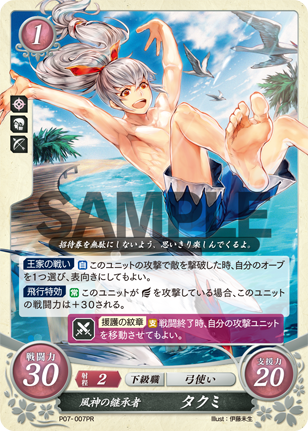 1
SAMPLE
招待券を無駄にしないよう、思いきり楽しんでくるよ。
王家の戦い 自 このユニットの攻撃で敵を撃破した時、自分のオーブ
を1つ選び、表向きにしてもよい。
飛行特効 常 このユニットが を攻撃している場合、このユニット
の戦闘力は+30される。
援護の紋章 支 戦闘終了時、自分の攻撃ユニット
を移動させてもよい。
戦闘力 30
射程 2 下級職 弓使い
支援力 20
風神の継承者 タクミ
P07-007PR Illust:伊藤未生